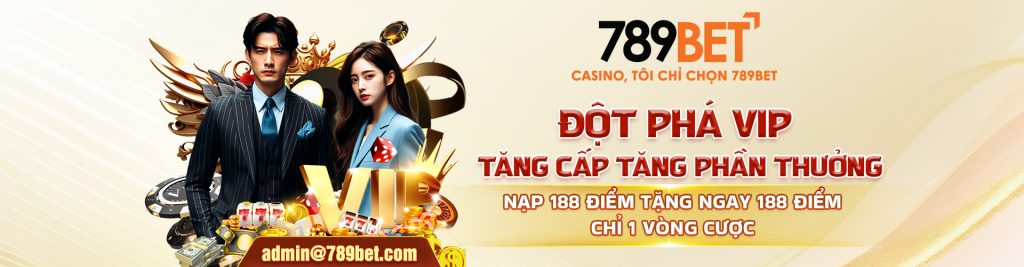 789BET
CASINO, TÔI CHỈ CHỌN 789BET
ĐỘT PHÁ VIP
TĂNG CẤP TĂNG PHẦN THƯỞNG
NẠP 188 ĐIỂM TẶNG NGAY 188 ĐIỂM
CHỈ 1 VÒNG CƯỢC
VIP
777
admin@789bet.com